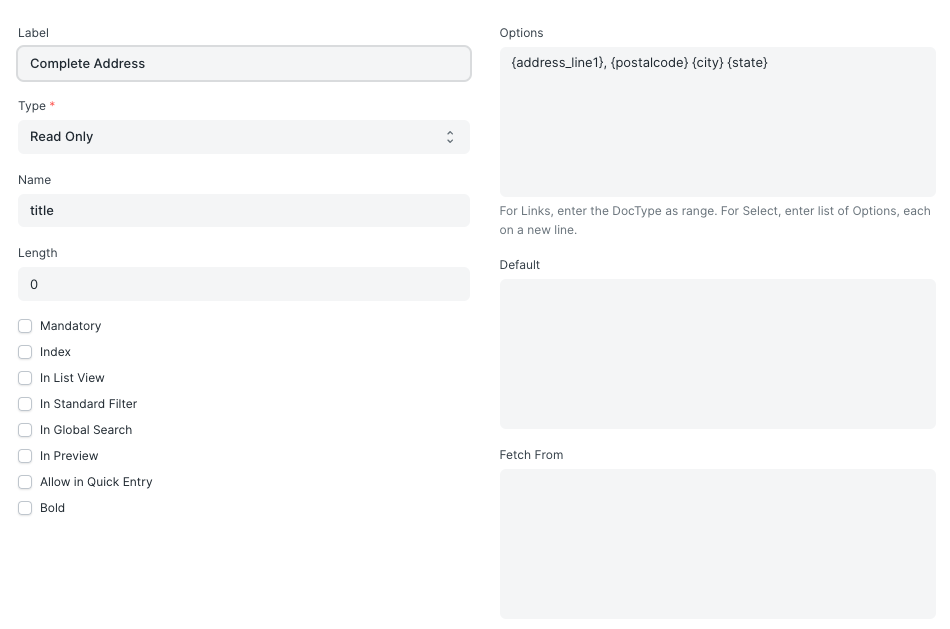 Label
Complete Address
Type *
Read Only
Name
title
Length
0
Mandatory
Index
In List View
In Standard Filter
In Global Search
In Preview
Allow in Quick Entry
Bold
Options
{address_line1}, {postalcode} {city} {state}
For Links, enter the DocType as range. For Select, enter list of Options, each
on a new line.
Default
Fetch From